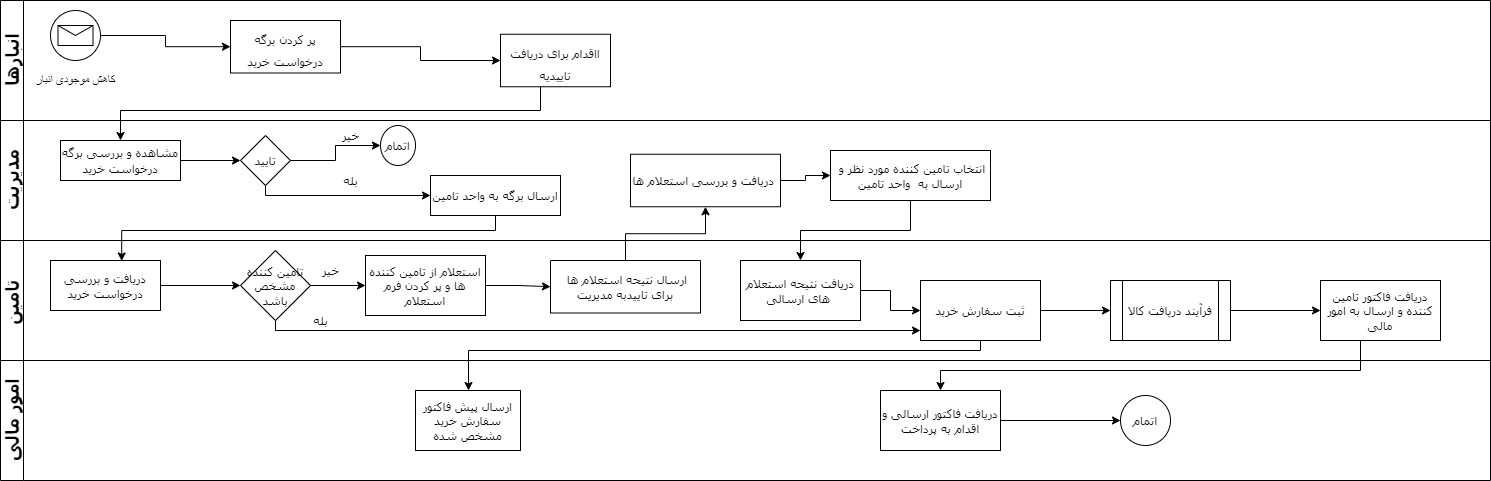 انبارها
کاهش موجودی انبار
پر کردن برگه
درخواست خرید
ااقدام برای دریافت
تاییدیه
مدیریت
مشاهده و بررسی برگه
درخواست خرید
تایید
خیر
اتمام
بله
ارسال برگه به واحد تامین
دریافت و بررسی استعلام ها
انتخاب تامین کننده مورد نظر و
ارسال به واحد تامین
تامین
دریافت و بررسی
درخواست خرید
تامین کننده
مشخص
باشد
خیر
بله
استعلام از تامین کننده
ها و پر کردن فرم
استعلام
ارسال نتیجه استعلام ها
برای تاییدیه مدیریت
دریافت نتیجه استعلام
های ارسالی
ثبت سفارش خرید
فرآیند دریافت کالا
دریافت فاکتور تامین
کننده و ارسال به امور
مالی
امور مالی
ارسال پیش فاکتور
سفارش خرید
مشخص شده
دریافت فاکتور ارسالی و
اقدام به پرداخت
اتمام